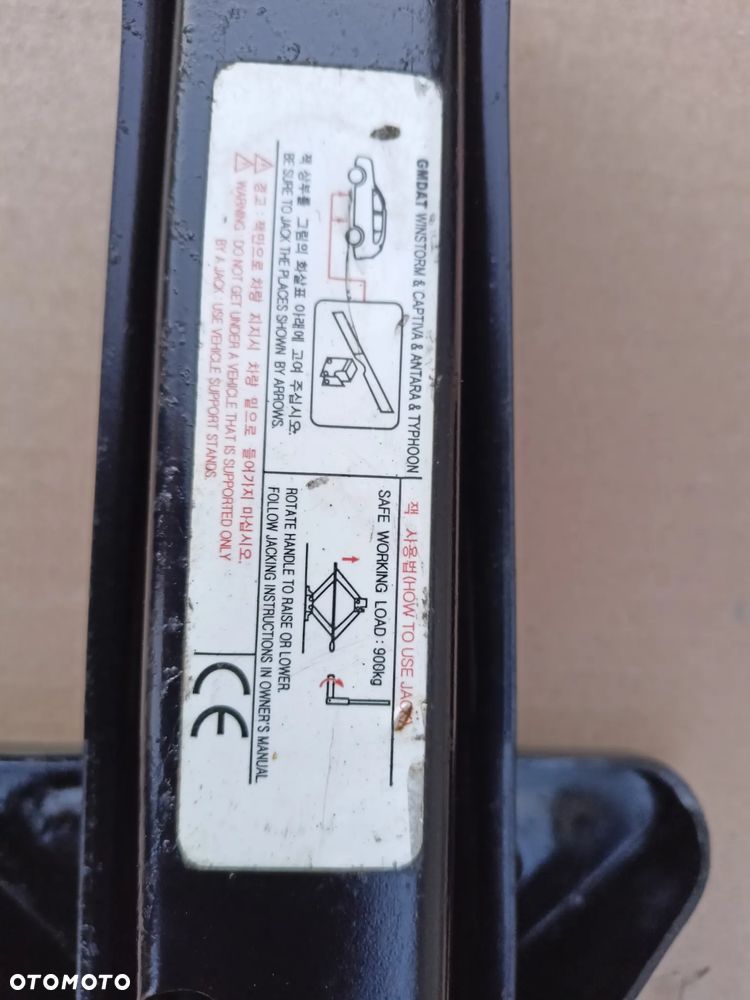 GMDAT WINSTORM & CAPTIVA & ANTARA & TYPHOON
잭 상부를 그림의 화살표 아래에 고여 주십시오.
BE SURE TO JACK THE PLACES SHOWN BY ARROWS.
잭 사용법(HOW TO USE JACK)
SAFE WORKING LOAD : 900kg
ROTATE HANDLE TO RAISE OR LOWER.
FOLLOW JACKING INSTRUCTIONS IN OWNER'S MANUAL
⚠ 경고 : 잭만으로 차량 지지시 차량 밑으로 들어가지 마십시오.
⚠ WARNING : DO NOT GET UNDER A VEHICLE THAT IS SUPPORTED ONLY
BY A JACK : USE VEHICLE SUPPORT STANDS.
CE
OTOMOTO